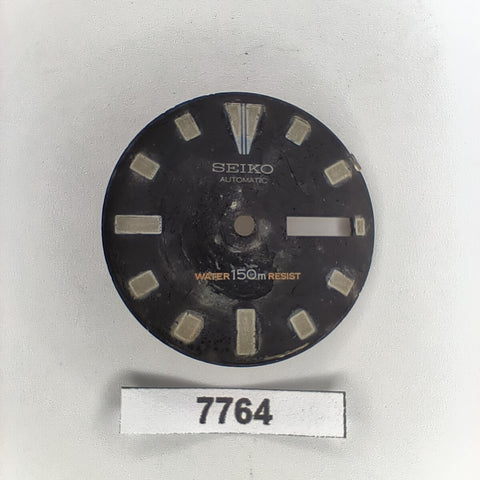 SEIKO
AUTOMATIC
WATER 150m RESIST
7764